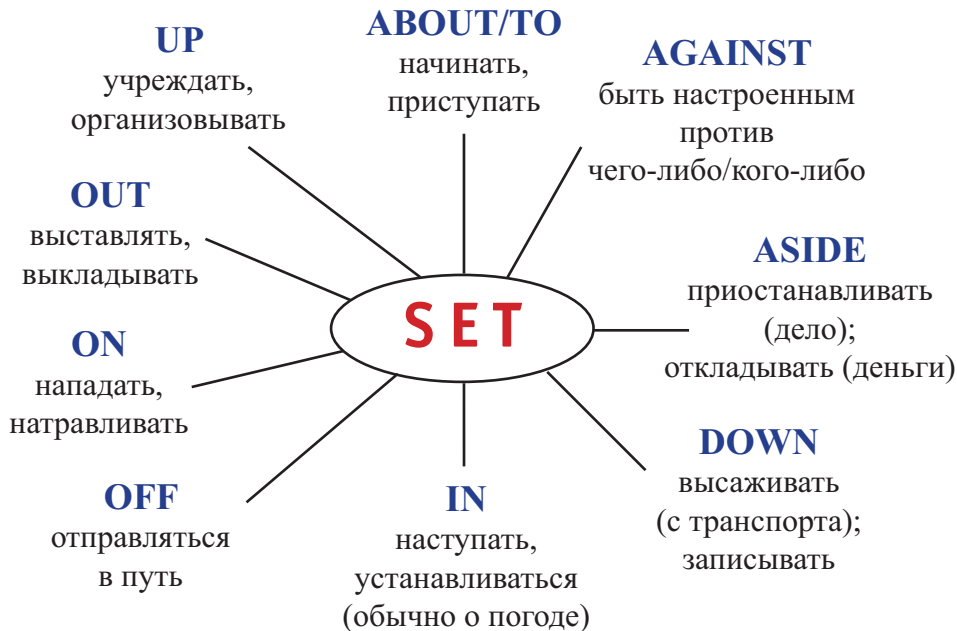 UP
учреждать,
организовывать
ABOUT/TO
начинать,
приступать
AGAINST
быть настроенным
против
чего-либо/кого-либо
OUT
выставлять,
выкладывать
SET
ASIDE
приостанавливать
(дело);
откладывать (деньги)
ON
нападать,
натравливать
DOWN
высаживать
(с транспорта);
записывать
OFF
отправляться
в путь
IN
наступать,
устанавливаться
(обычно о погоде)